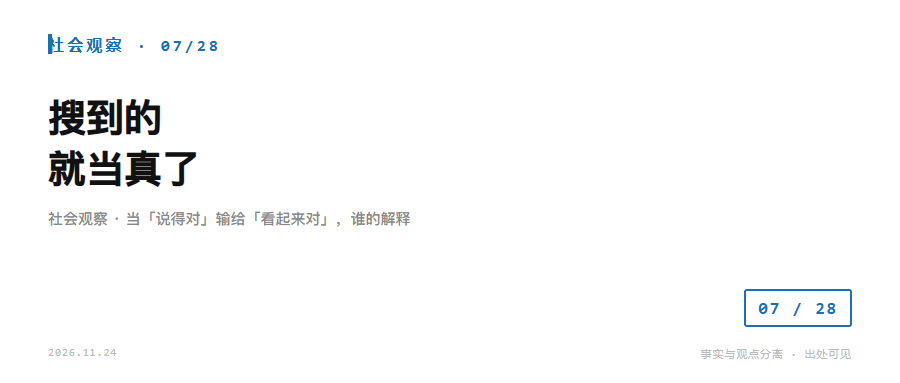 社会观察 · 07/28
搜到的
就当真了
社会观察 · 当「说得对」输给「看起来对」，谁的解释
07 / 28
2026.11.24
事实与观点分离 · 出处可见